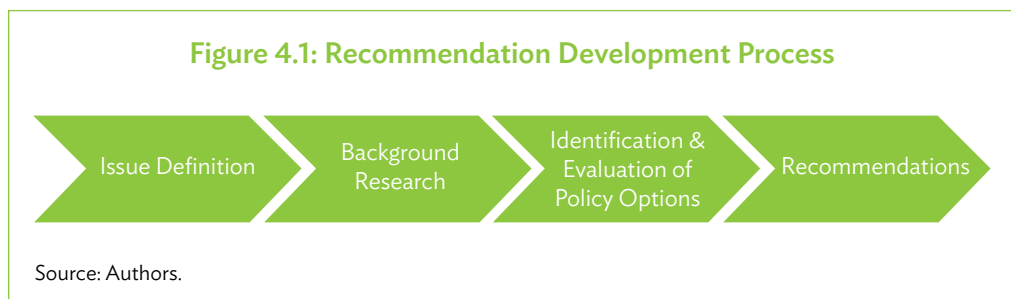 Figure 4.1: Recommendation Development Process
Issue Definition
Background
Research
Identification &
Evaluation of
Policy Options
Recommendations
Source: Authors.